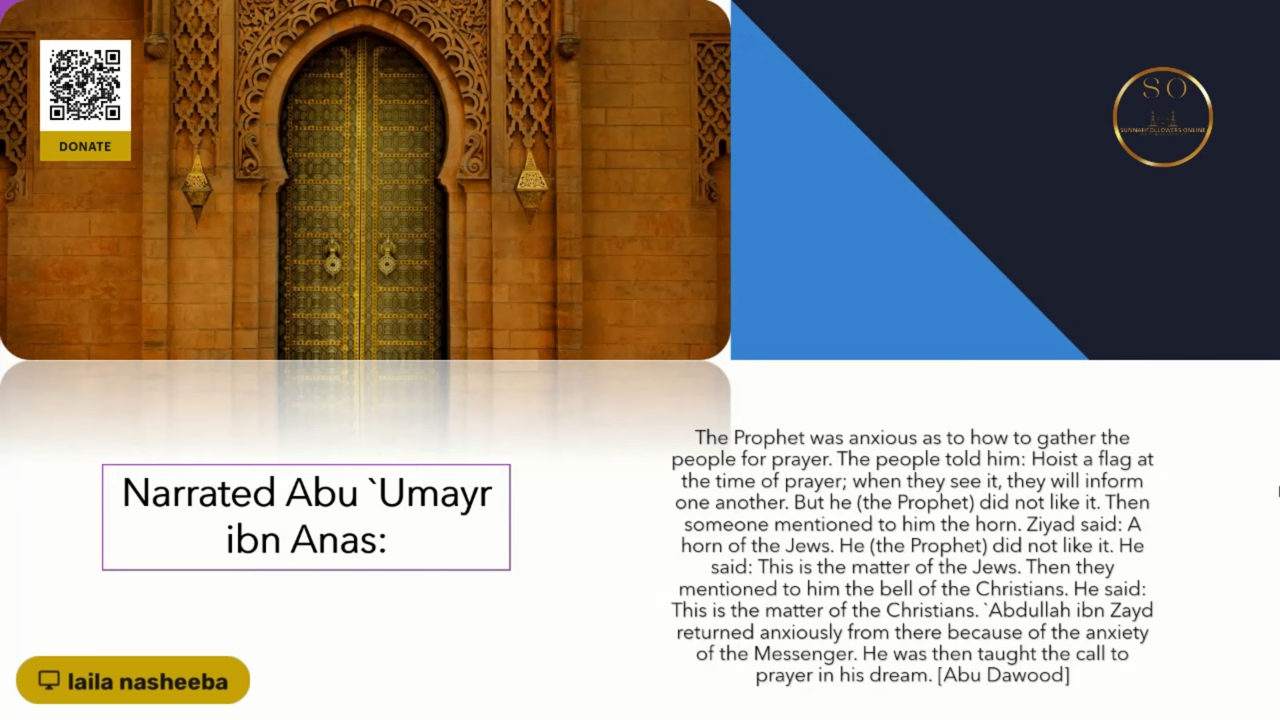 DONATE
S O
SUNNAHFOLLOWERS ONLINE
Narrated Abu `Umayr
ibn Anas:
The Prophet was anxious as to how to gather the
people for prayer. The people told him: Hoist a flag at
the time of prayer; when they see it, they will inform
one another. But he (the Prophet) did not like it. Then
someone mentioned to him the horn. Ziyad said: A
horn of the Jews. He (the Prophet) did not like it. He
said: This is the matter of the Jews. Then they
mentioned to him the bell of the Christians. He said:
This is the matter of the Christians. `Abdullah ibn Zayd
returned anxiously from there because of the anxiety
of the Messenger. He was then taught the call to
prayer in his dream. [Abu Dawood]
laila nasheeba